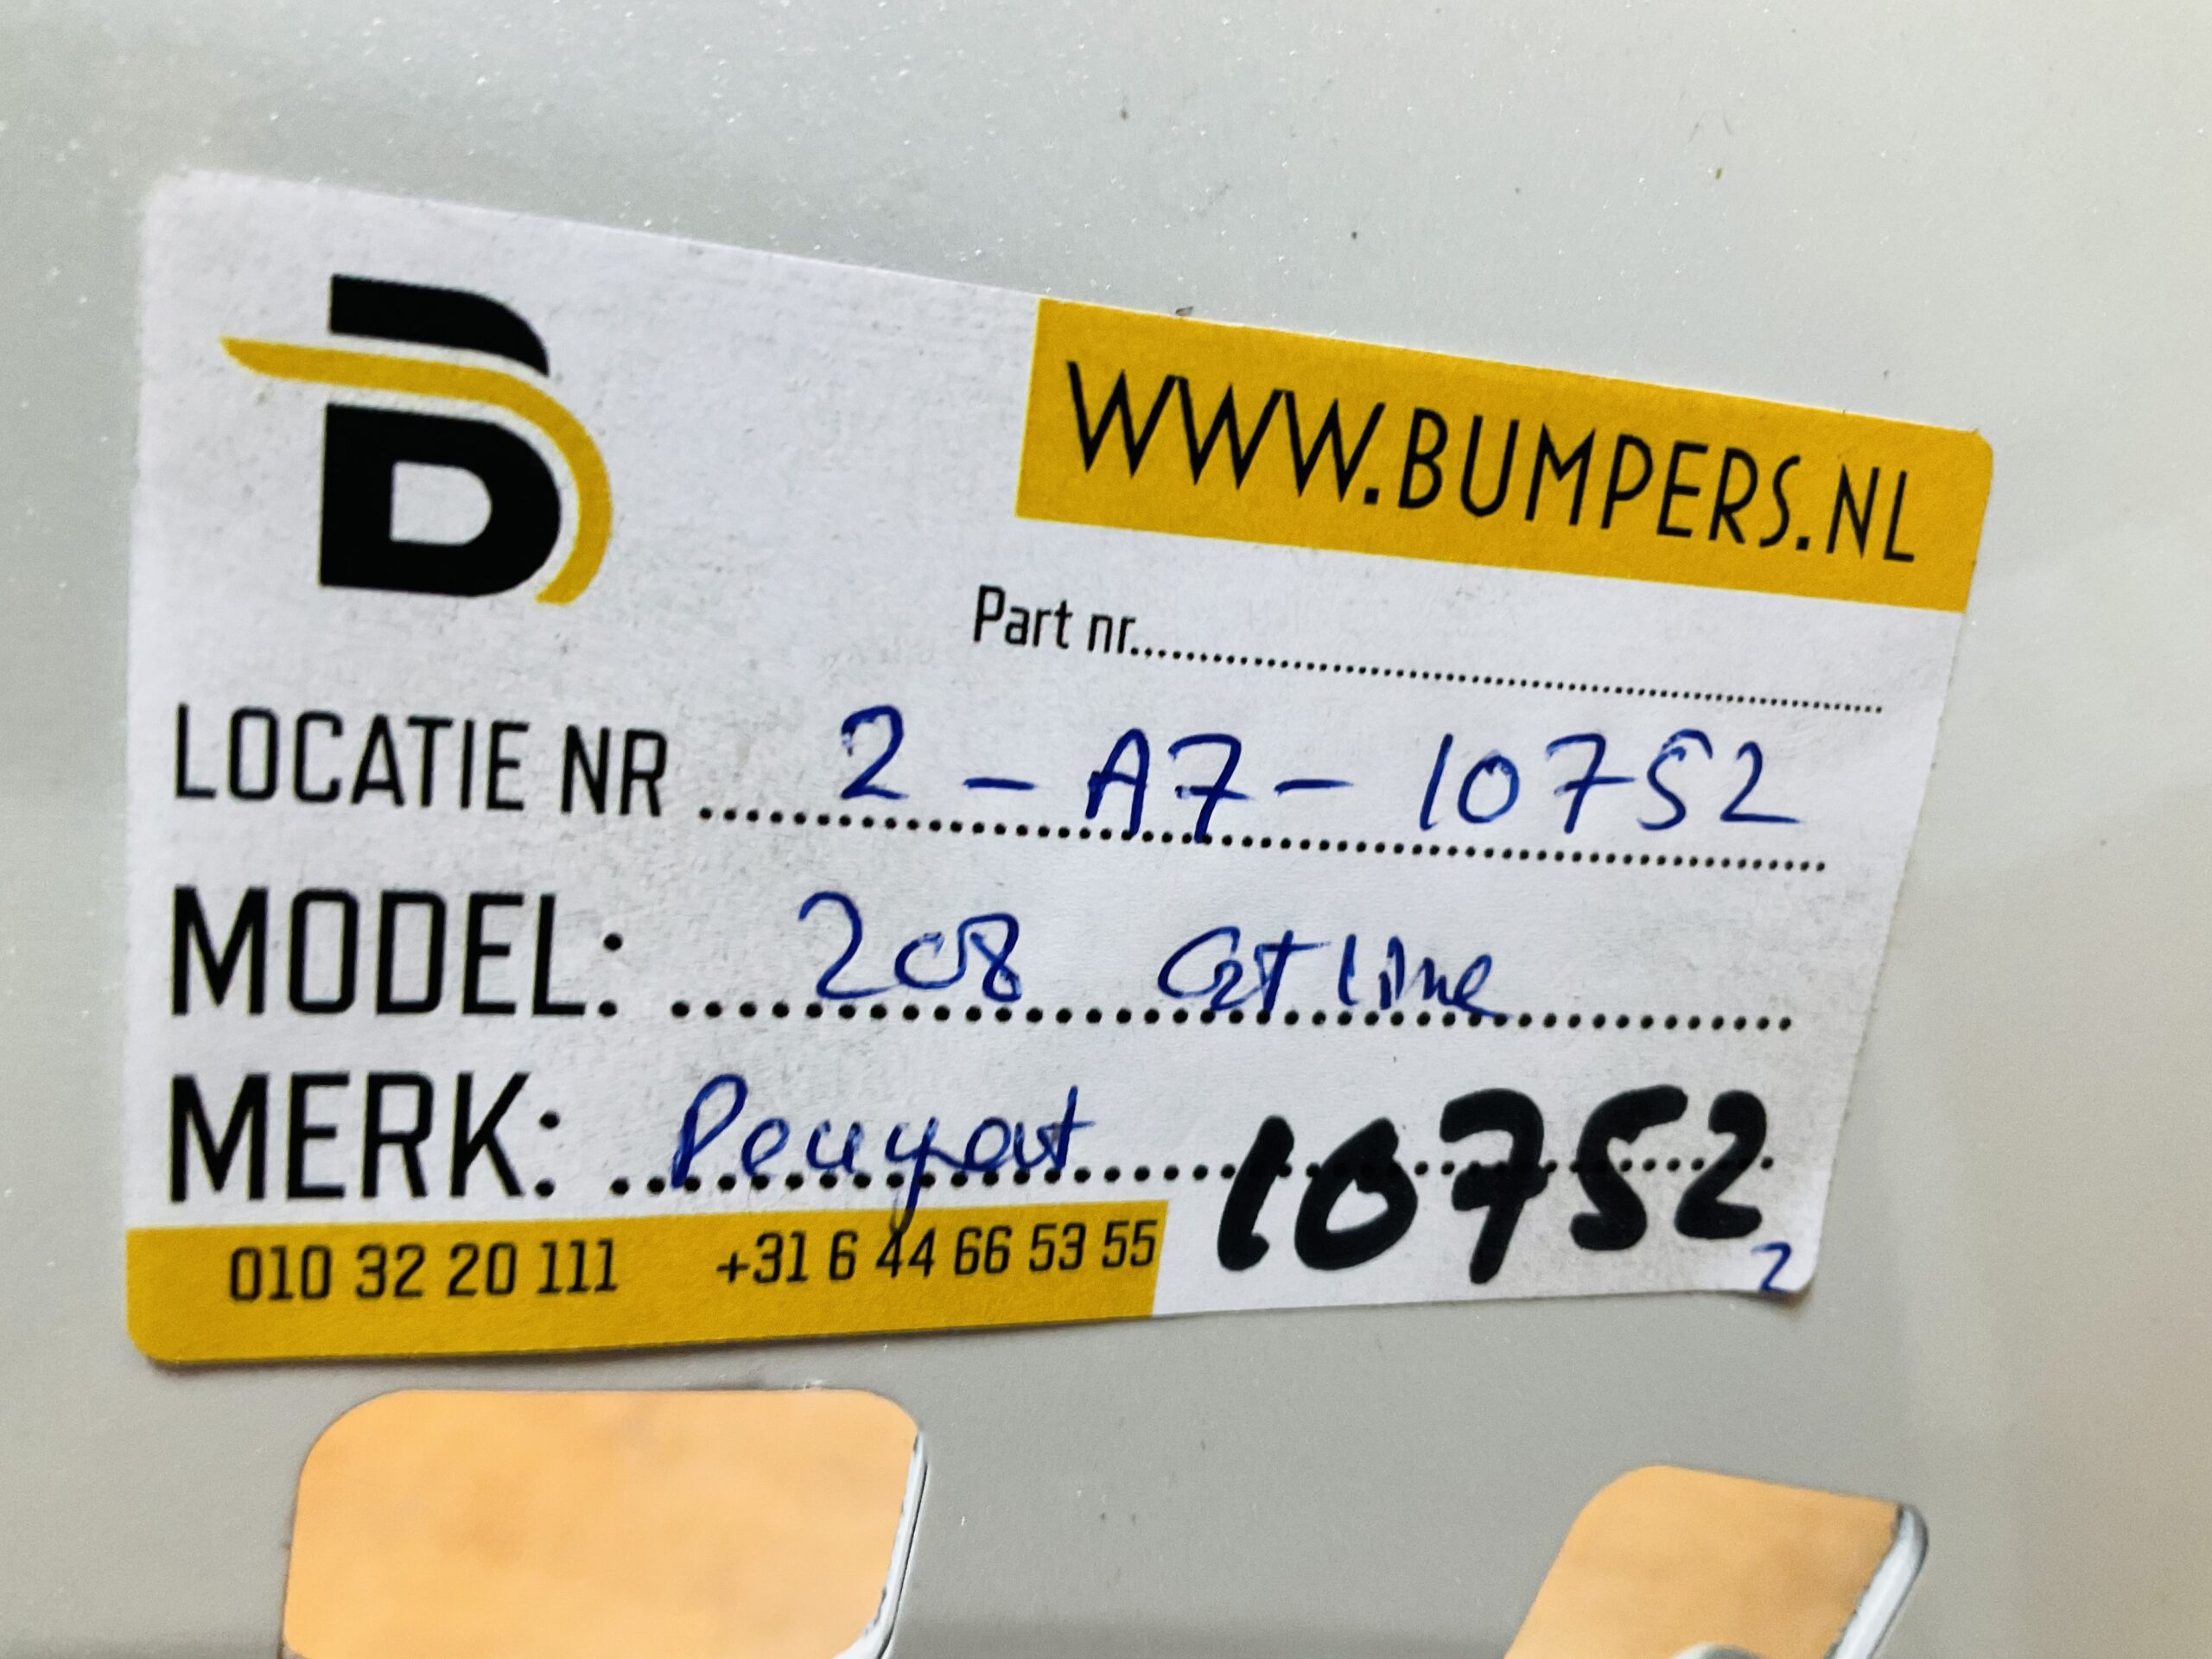 B
WWW.BUMPERS.NL
Part nr.
LOCATIE NR 2 - A7 - 10752
MODEL: 208 GT line
MERK: Peugeot
10752
2
010 32 20 111 +31 6 44 66 53 55